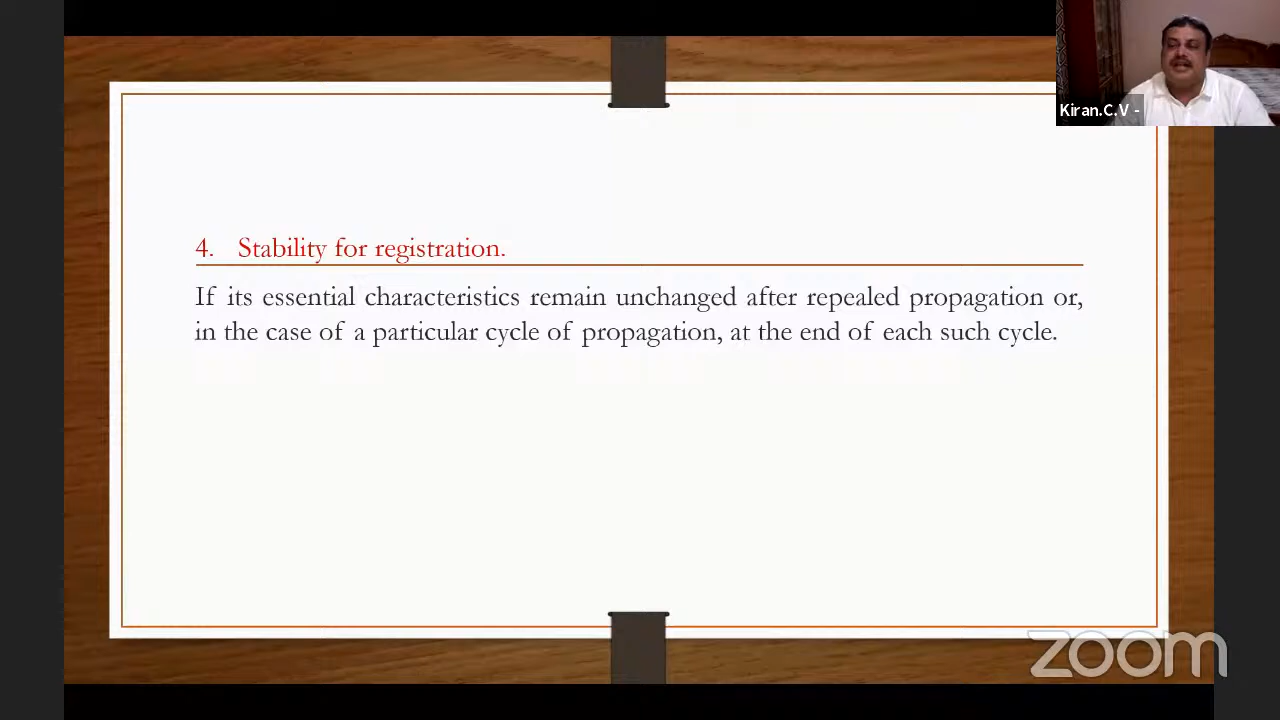 Kiran.C.V -
4. Stability for registration.
If its essential characteristics remain unchanged after repealed propagation or,
in the case of a particular cycle of propagation, at the end of each such cycle.
zoom